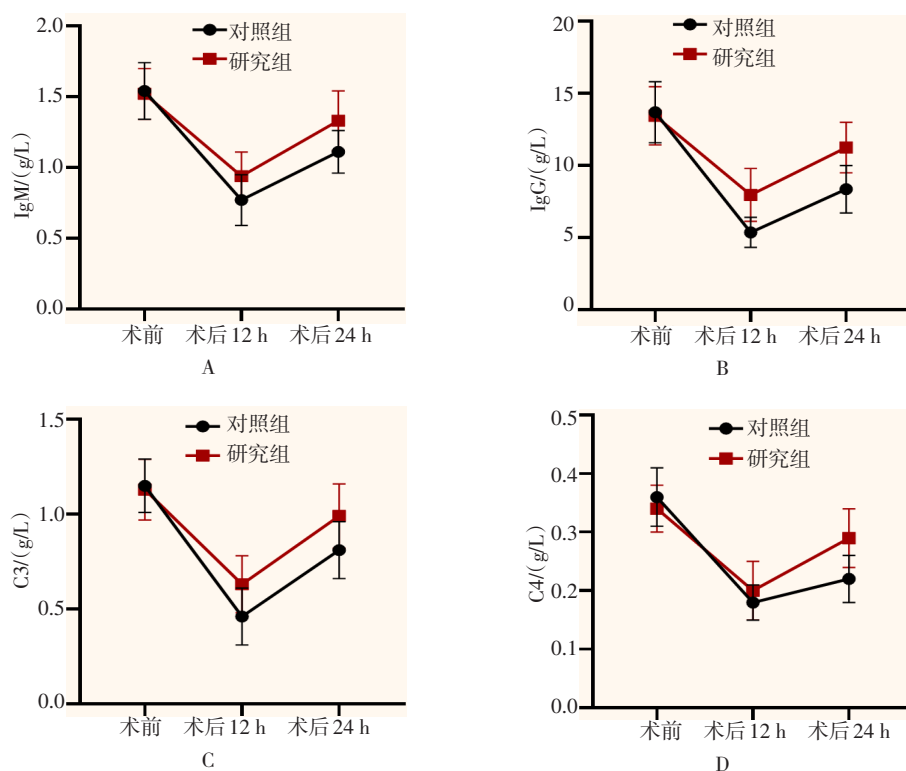 2.0
1.5
1.0
0.5
0.0
IgM/(g/L)
对照组
研究组
术前 术后 12 h 术后 24 h
A
20
15
10
5
0
IgG/(g/L)
对照组
研究组
术前 术后 12 h 术后 24 h
B
1.5
1.0
0.5
0.0
C3/(g/L)
对照组
研究组
术前 术后 12 h 术后 24 h
C
0.5
0.4
0.3
0.2
0.1
0.0
C4/(g/L)
对照组
研究组
术前 术后 12 h 术后 24 h
D